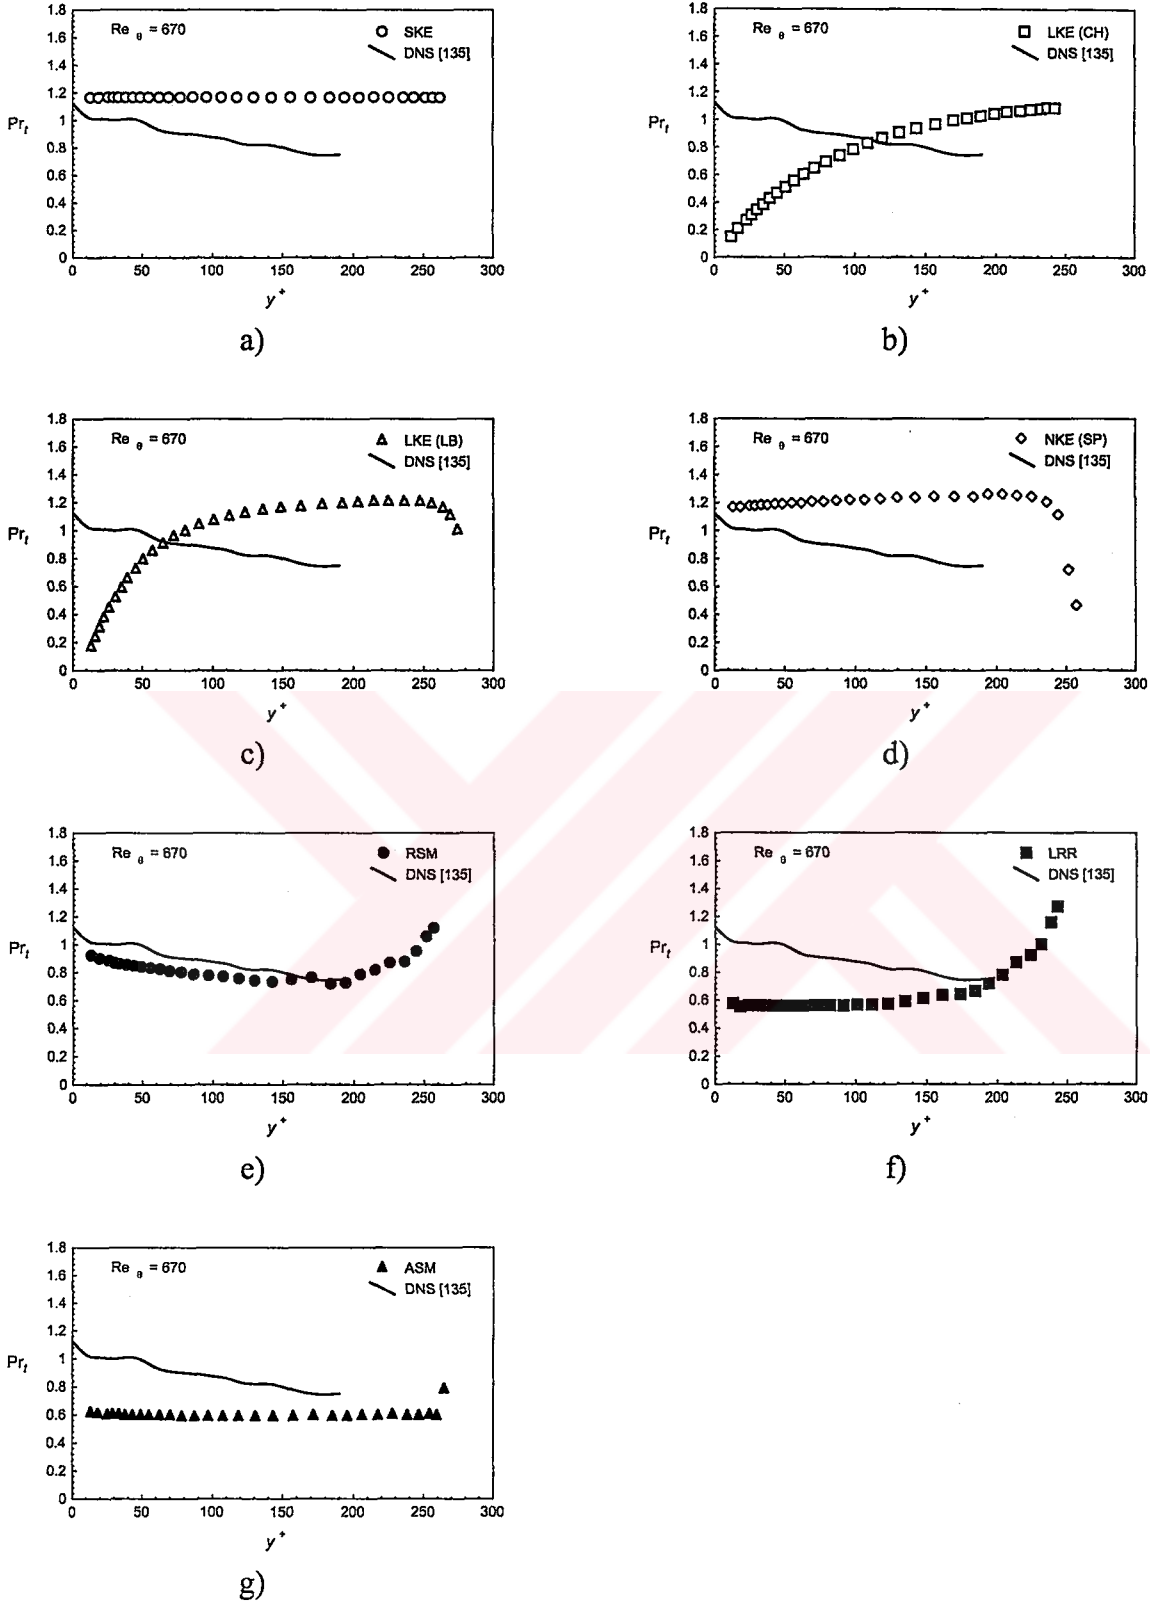 1.8
1.6
1.4
1.2
1
0.8
0.6
0.4
0.2
0
Pr t
Re θ = 670
SKE
DNS [135]
0 50 100 150 200 250 300
y +
a)
1.8
1.6
1.4
1.2
1
0.8
0.6
0.4
0.2
0
Pr t
Re θ = 670
LKE (CH)
DNS [135]
0 50 100 150 200 250 300
y +
b)
1.8
1.6
1.4
1.2
1
0.8
0.6
0.4
0.2
0
Pr t
Re θ = 670
LKE (LB)
DNS [135]
0 50 100 150 200 250 300
y +
c)
1.8
1.6
1.4
1.2
1
0.8
0.6
0.4
0.2
0
Pr t
Re θ = 670
NKE (SP)
DNS [135]
0 50 100 150 200 250 300
y +
d)
1.8
1.6
1.4
1.2
1
0.8
0.6
0.4
0.2
0
Pr t
Re θ = 670
RSM
DNS [135]
0 50 100 150 200 250 300
y +
e)
1.8
1.6
1.4
1.2
1
0.8
0.6
0.4
0.2
0
Pr t
Re θ = 670
LRR
DNS [135]
0 50 100 150 200 250 300
y +
f)
1.8
1.6
1.4
1.2
1
0.8
0.6
0.4
0.2
0
Pr t
Re θ = 670
ASM
DNS [135]
0 50 100 150 200 250 300
y +
g)